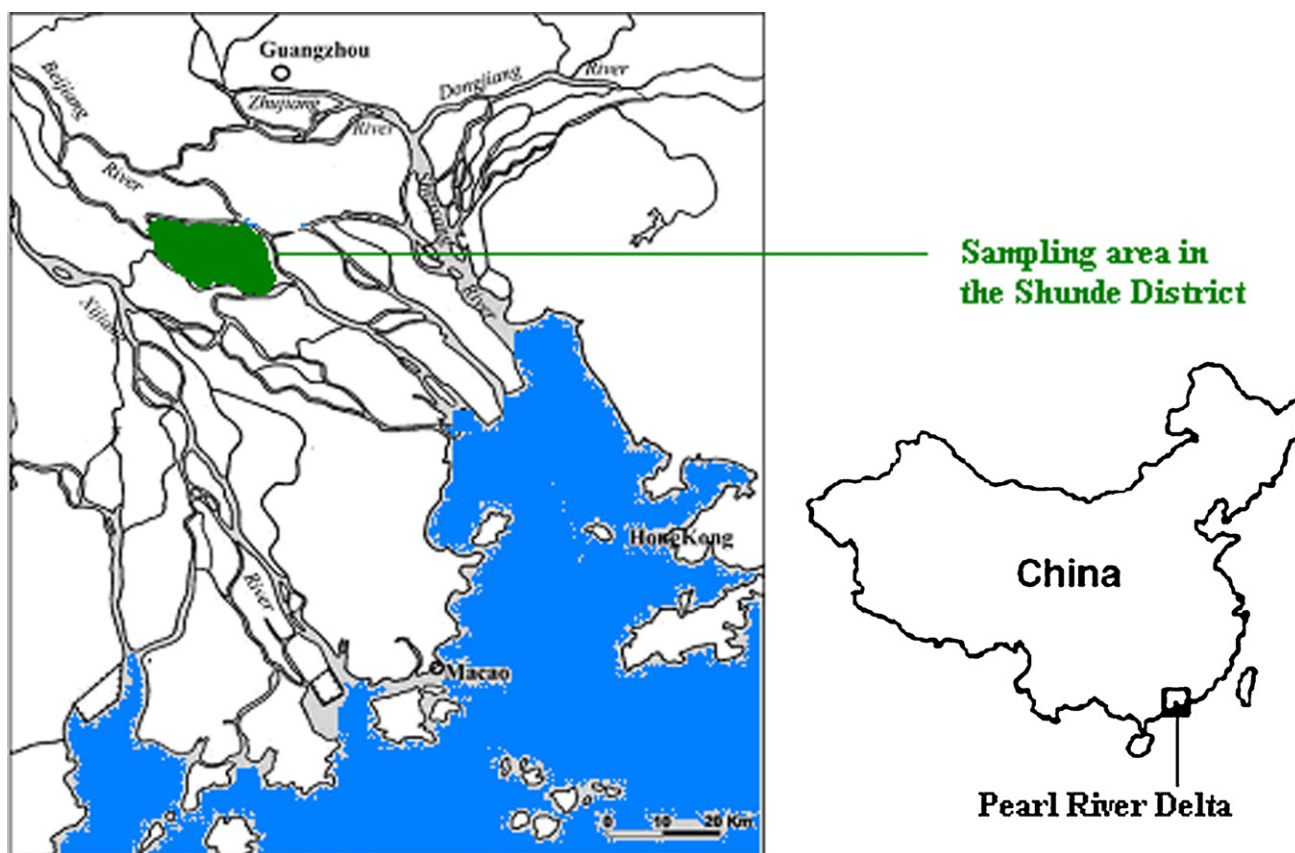 Guangzhou
Beijiang
River
Zhujiang
River
Dongjiang
River
River
Xijiang
River
Sampling area in
the Shunde District
HongKong
Macao
0 10 20 Km
China
Pearl River Delta